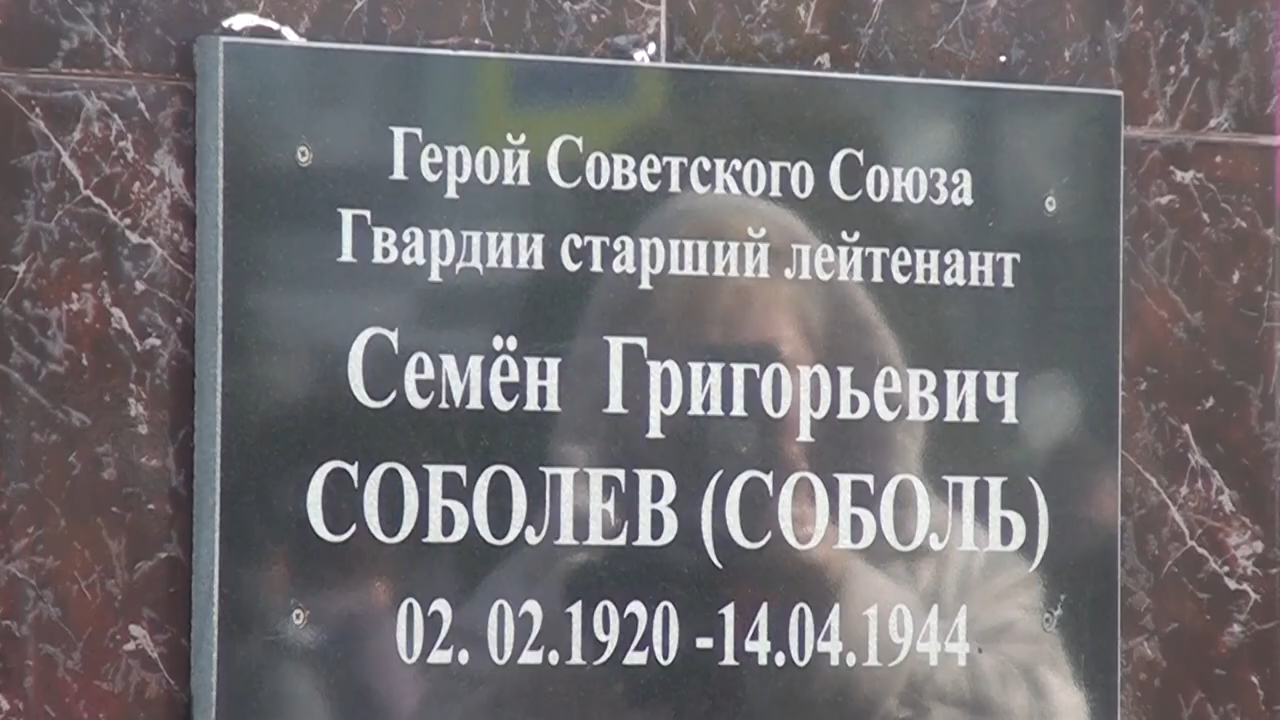 Герой Советского Союза
Гвардии старший лейтенант
Семён Григорьевич
СОБОЛЕВ (СОБОЛЬ)
02. 02.1920 -14.04.1944